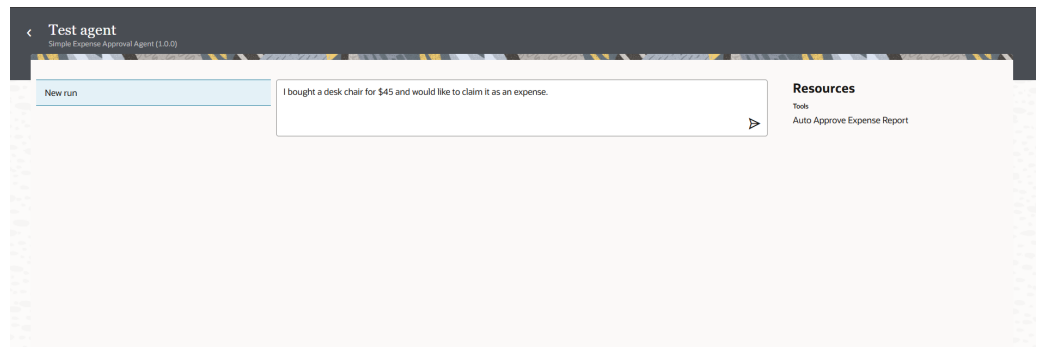 Test agent
Simple Expense Approval Agent (1.0.0)
New run
I bought a desk chair for $45 and would like to claim it as an expense.
Resources
Tools
Auto Approve Expense Report